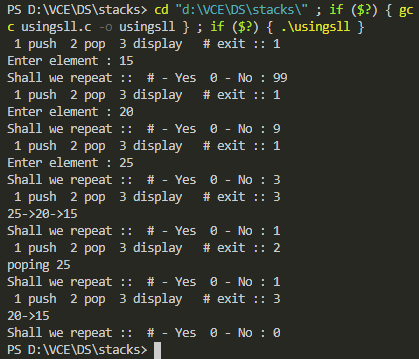 PS D:\VCE\DS\stacks> cd "d:\VCE\DS\stacks\" ; if ($?) { gc
c usingsll.c -o usingsll } ; if ($?) { .\usingsll }
1 push 2 pop 3 display # exit :: 1
Enter element : 15
Shall we repeat :: # - Yes 0 - No : 99
1 push 2 pop 3 display # exit :: 1
Enter element : 20
Shall we repeat :: # - Yes 0 - No : 9
1 push 2 pop 3 display # exit :: 1
Enter element : 25
Shall we repeat :: # - Yes 0 - No : 3
1 push 2 pop 3 display # exit :: 3
25->20->15
Shall we repeat :: # - Yes 0 - No : 1
1 push 2 pop 3 display # exit :: 2
poping 25
Shall we repeat :: # - Yes 0 - No : 1
1 push 2 pop 3 display # exit :: 3
20->15
Shall we repeat :: # - Yes 0 - No : 0
PS D:\VCE\DS\stacks>